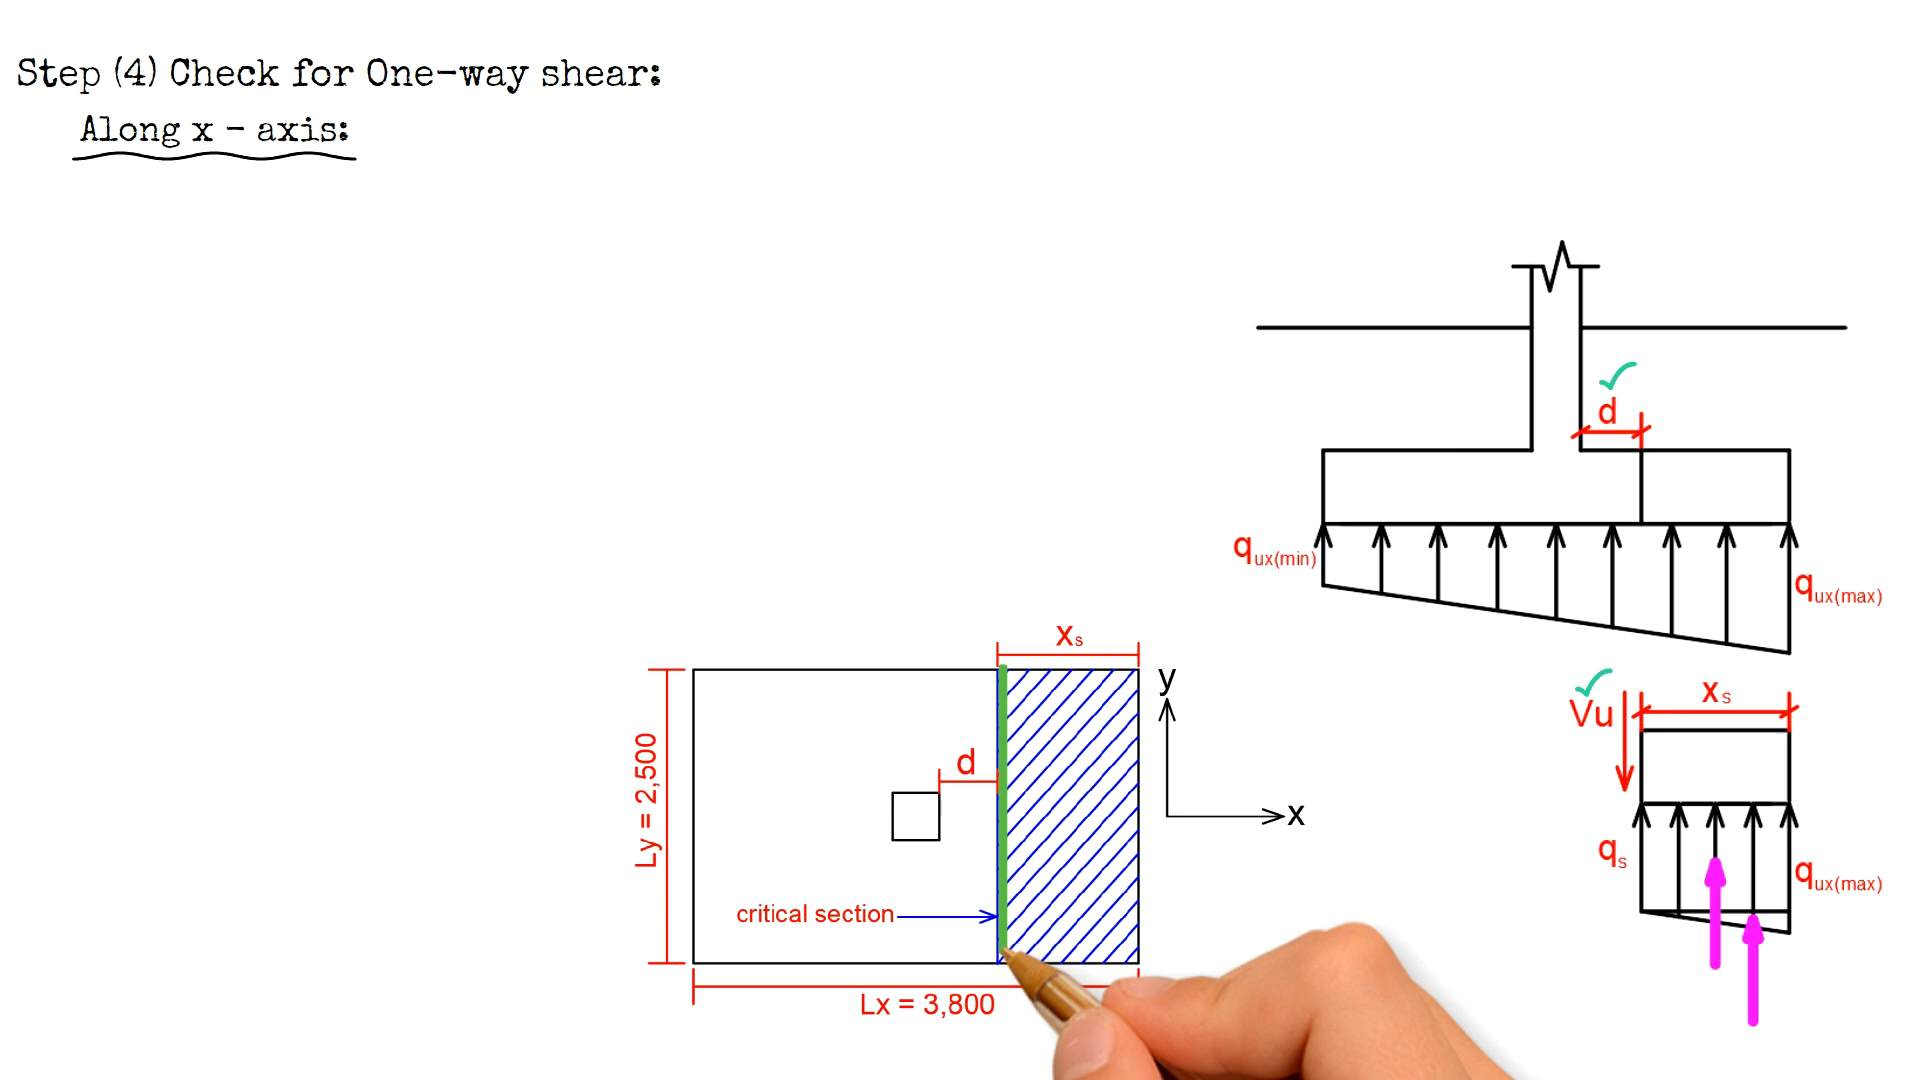 Step (4) Check for One-way shear:
Along x - axis:
d
qux(min)
qux(max)
xs
y
Vu
xs
Ly = 2,500
d
x
qs
qux(max)
critical section
Lx = 3,800